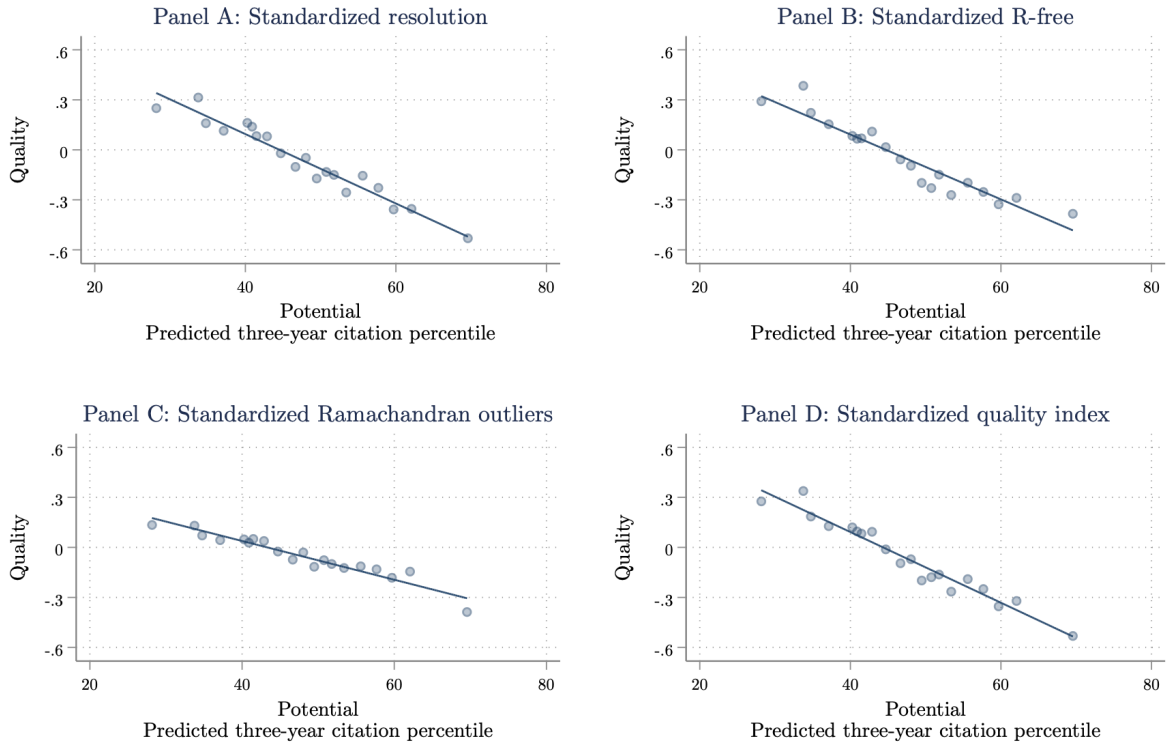 Panel A: Standardized resolution
.6
.3
0
-.3
-.6
Quality
20 40 60 80
Potential
Predicted three-year citation percentile
Panel B: Standardized R-free
.6
.3
0
-.3
-.6
Quality
20 40 60 80
Potential
Predicted three-year citation percentile
Panel C: Standardized Ramachandran outliers
.6
.3
0
-.3
-.6
Quality
20 40 60 80
Potential
Predicted three-year citation percentile
Panel D: Standardized quality index
.6
.3
0
-.3
-.6
Quality
20 40 60 80
Potential
Predicted three-year citation percentile